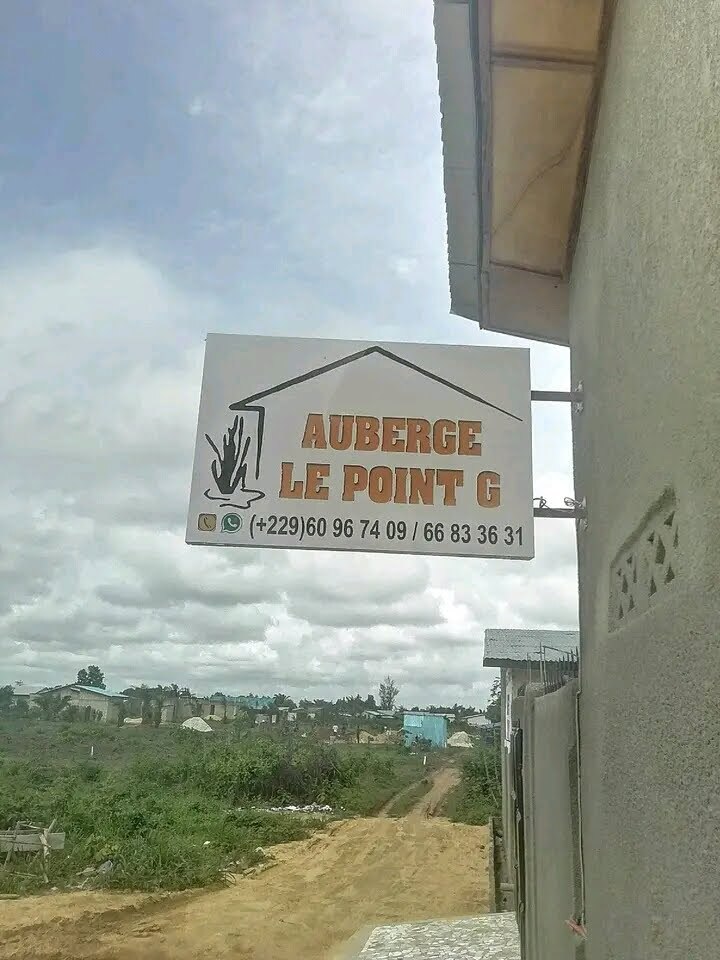 AUBERGE
LE POINT G
(+229)60 96 74 09 / 66 83 36 31